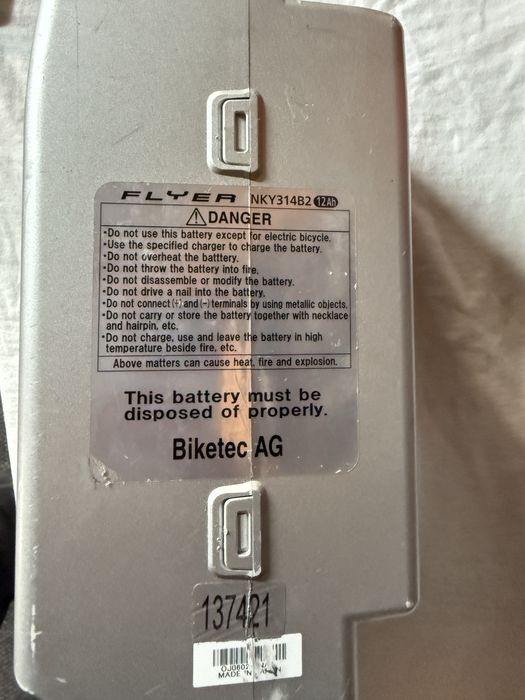 FLYER NKY314B2 12Ah
DANGER
•Do not use this battery except for electric bicycle.
•Use the specified charger to charge the battery.
•Do not overheat the batttery.
•Do not throw the battery into fire.
•Do not disassemble or modify the battery.
•Do not drive a nail into the battery.
•Do not connect (+) and (−) terminals by using metallic objects.
•Do not carry or store the battery together with necklace
and hairpin, etc.
•Do not charge, use and leave the battery in high
temperature beside fire, etc.
Above matters can cause heat, fire and explosion.
This battery must be
disposed of properly.
Biketec AG
137421
MADE IN